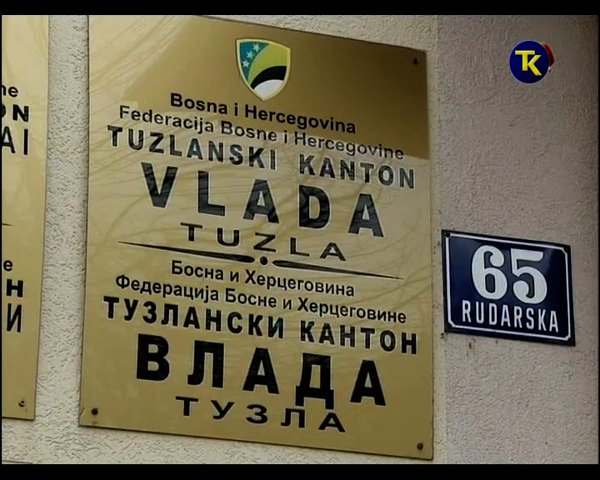 TK
Bosna i Hercegovina
Federacija Bosne i Hercegovine
TUZLANSKI KANTON
VLADA
TUZLA
Босна и Херцеговина
Федерација Босне и Херцеговине
ТУЗЛАНСКИ КАНТОН
ВЛАДА
ТУЗЛА
65
RUDARSKA